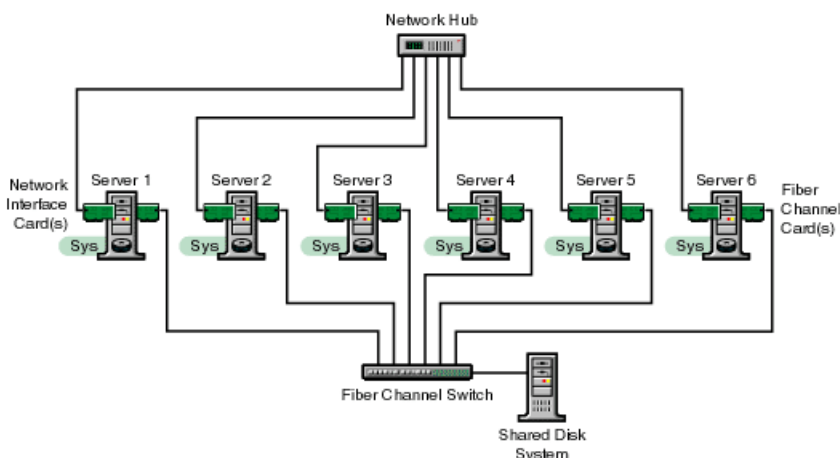 Network Hub
Network
Interface
Card(s)
Server 1
Server 2
Server 3
Server 4
Server 5
Server 6
Fiber
Channel
Card(s)
Sys
Sys
Sys
Sys
Sys
Sys
Fiber Channel Switch
Shared Disk
System